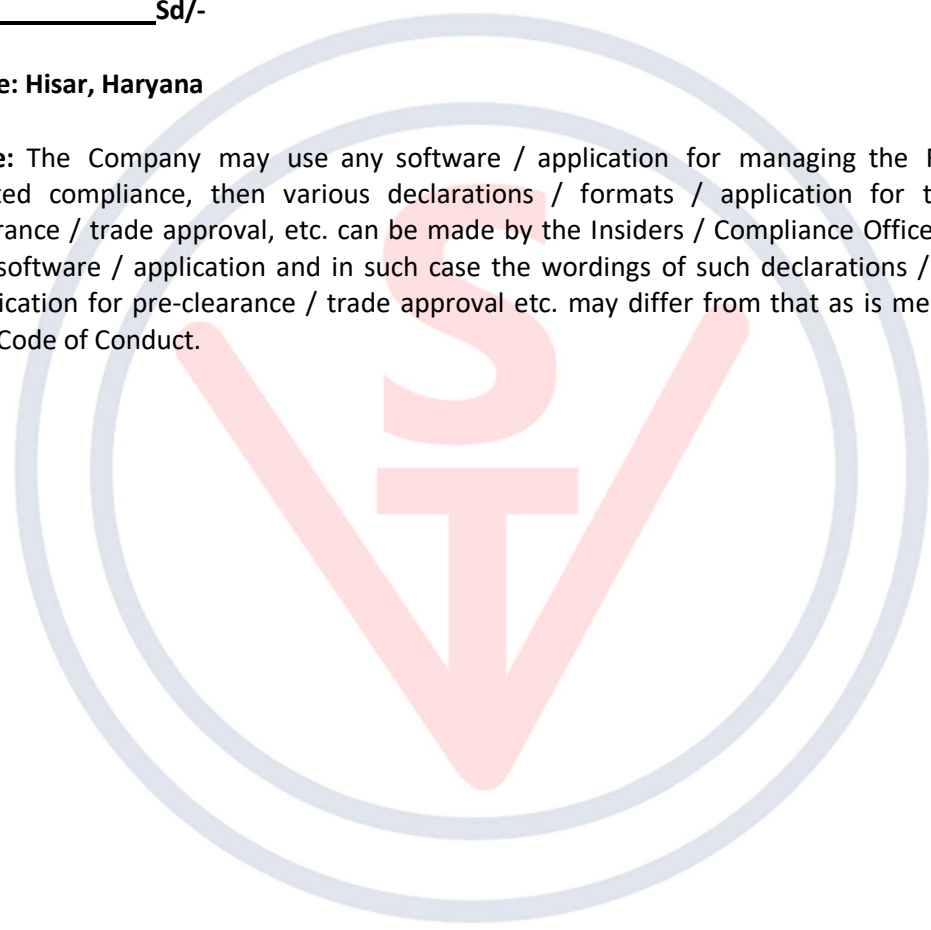 Sd/-
e: Hisar, Haryana
e: The Company may use any software / application for managing the
ted compliance, then various declarations / formats / application for t
rance / trade approval, etc. can be made by the Insiders / Compliance Office
software / application and in such case the wordings of such declarations /
ication for pre-clearance / trade approval etc. may differ from that as is me
Code of Conduct.
S
T
V